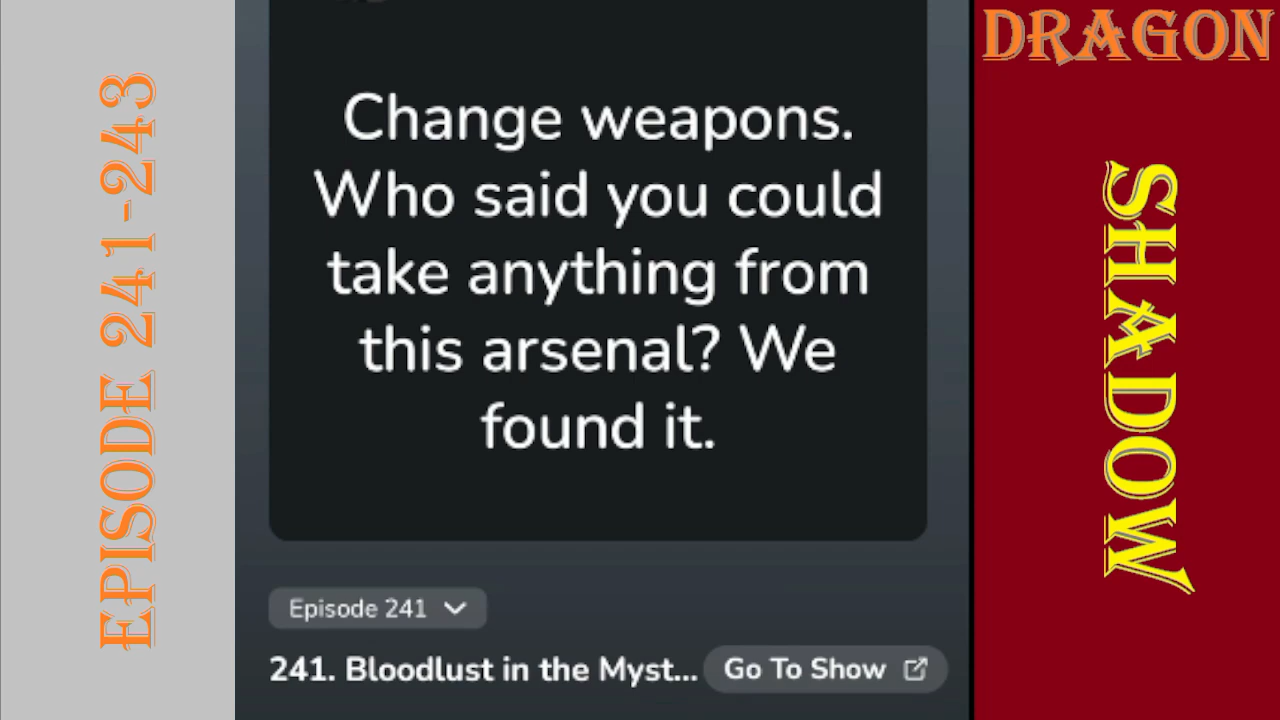 EPISODE 241-243
Change weapons.
Who said you could
take anything from
this arsenal? We
found it.
Episode 241
241. Bloodlust in the Myst...
Go To Show
DRAGON
SHADOW